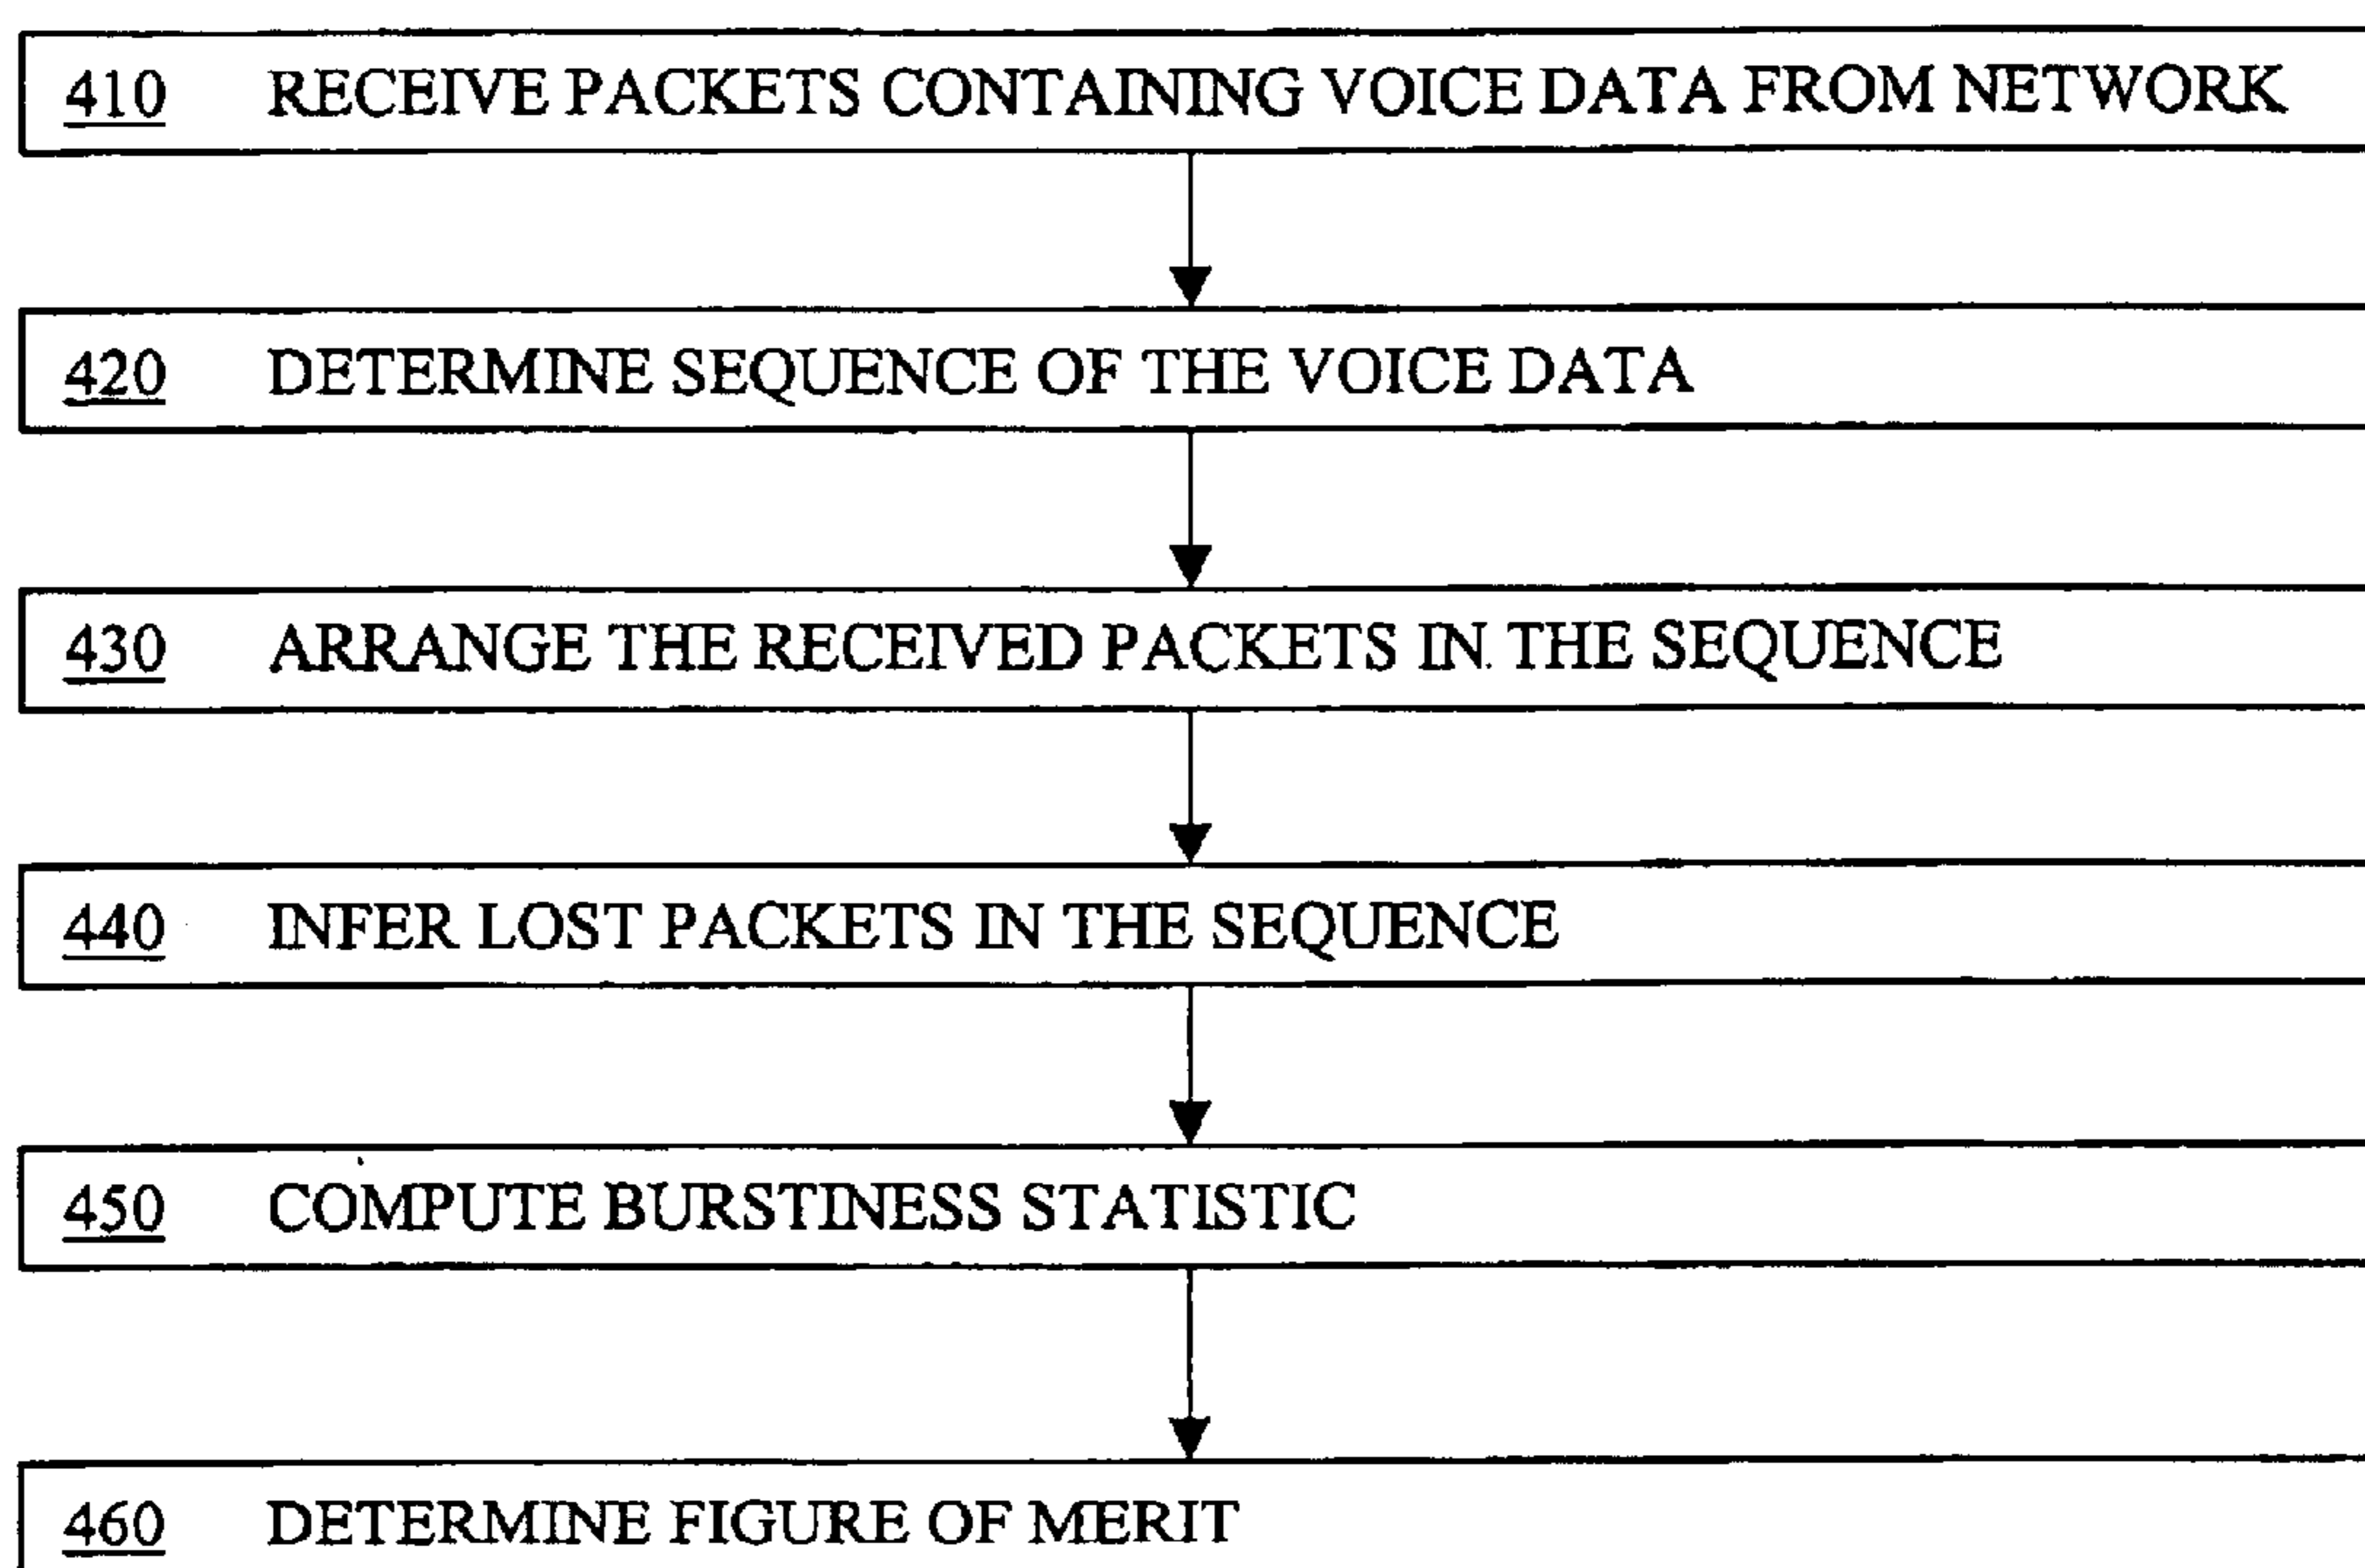 410 RECEIVE PACKETS CONTAINING VOICE DATA FROM NETWORK
420 DETERMINE SEQUENCE OF THE VOICE DATA
430 ARRANGE THE RECEIVED PACKETS IN THE SEQUENCE
440 INFER LOST PACKETS IN THE SEQUENCE
450 COMPUTE BURSTINESS STATISTIC
460 DETERMINE FIGURE OF MERIT